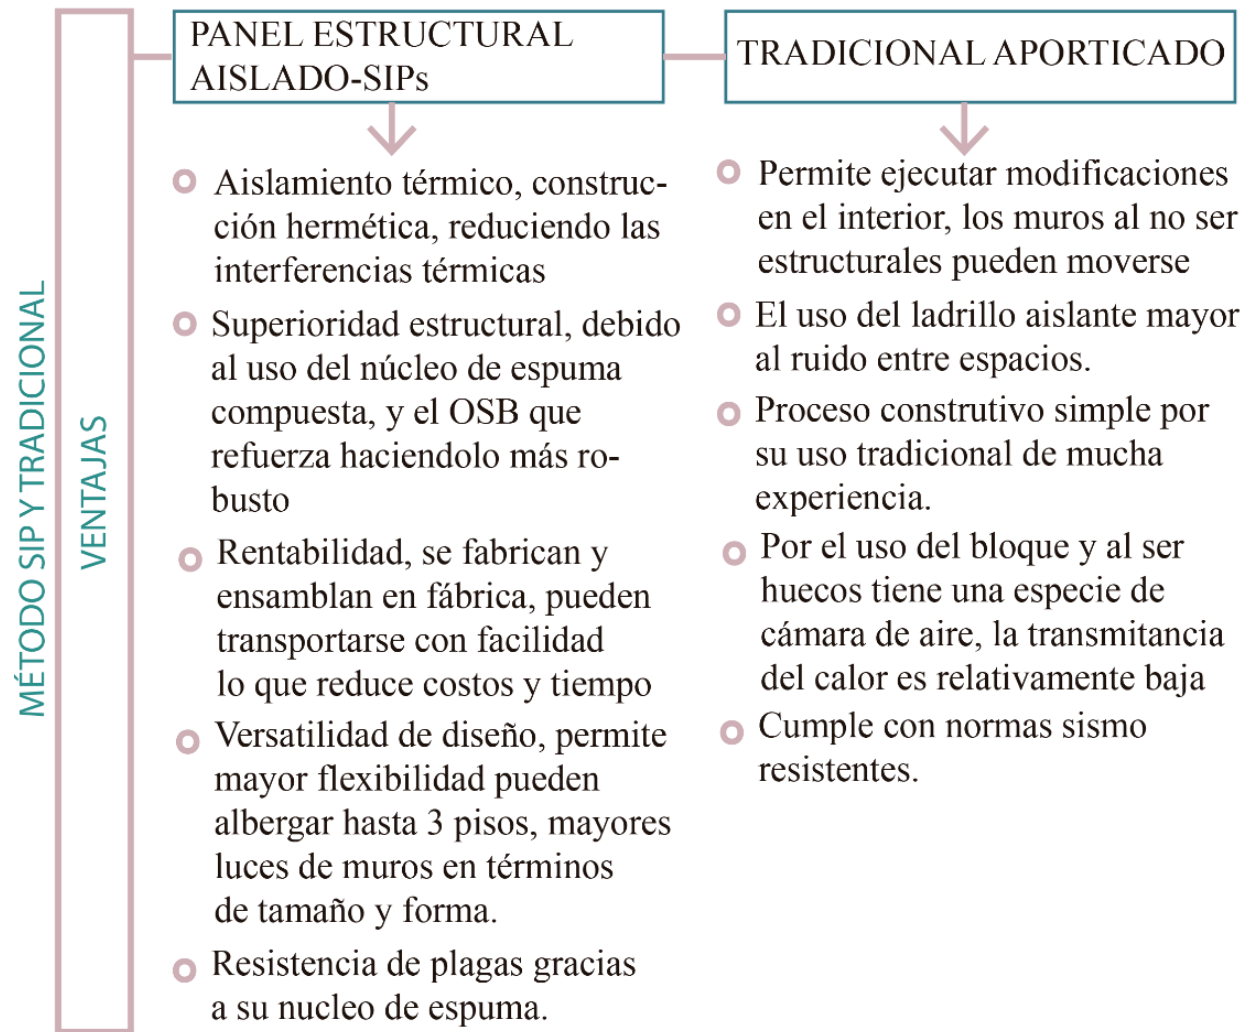 MÉTODO SIP Y TRADICIONAL
VENTAJAS
PANEL ESTRUCTURAL
AISLADO-SIPs
Aislamiento térmico, construc-
ción hermética, reduciendo las
interferencias térmicas
Superioridad estructural, debido
al uso del núcleo de espuma
compuesta, y el OSB que
refuerza haciendolo más ro-
busto
Rentabilidad, se fabrican y
ensamblan en fábrica, pueden
transportarse con facilidad
lo que reduce costos y tiempo
Versatilidad de diseño, permite
mayor flexibilidad pueden
albergar hasta 3 pisos, mayores
luces de muros en términos
de tamaño y forma.
Resistencia de plagas gracias
a su nucleo de espuma.
TRADICIONAL APORTICADO
Permite ejecutar modificaciones
en el interior, los muros al no ser
estructurales pueden moverse
El uso del ladrillo aislante mayor
al ruido entre espacios.
Proceso construtivo simple por
su uso tradicional de mucha
experiencia.
Por el uso del bloque y al ser
huecos tiene una especie de
cámara de aire, la transmitancia
del calor es relativamente baja
Cumple con normas sismo
resistentes.